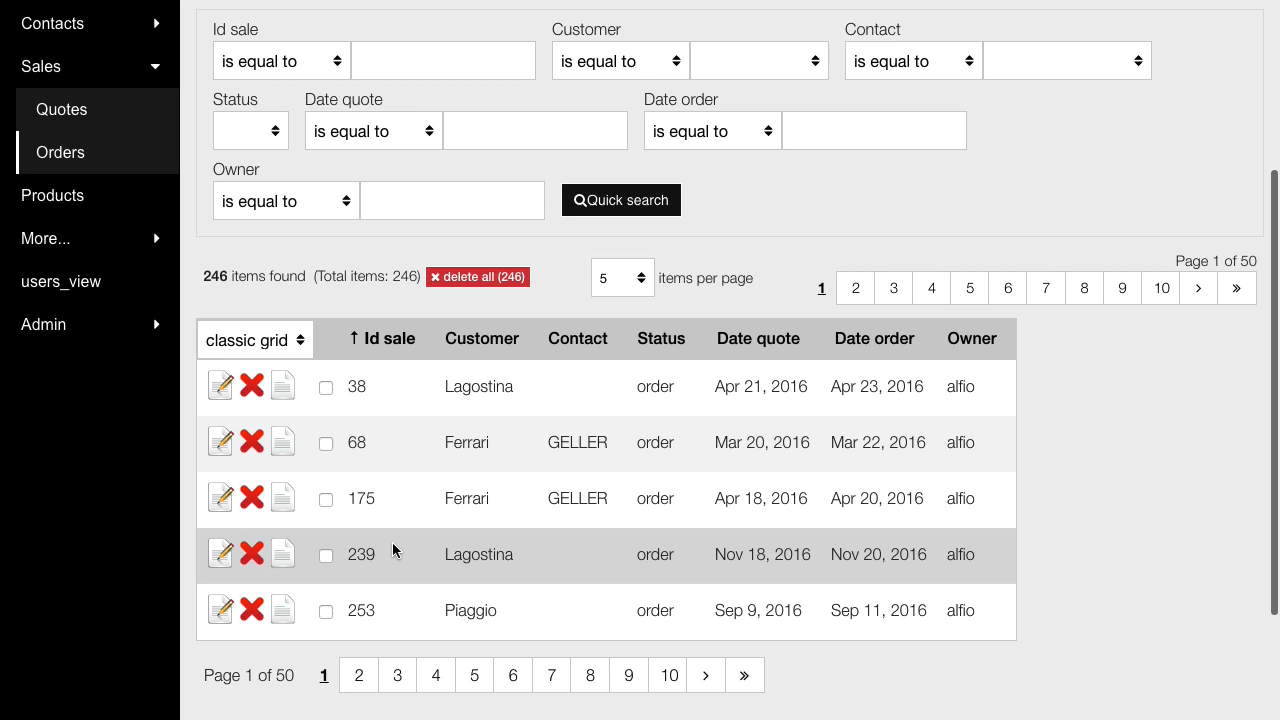 Contacts
Sales
Quotes
Orders
Products
More...
users_view
Admin
Id sale Customer Contact
is equal to is equal to is equal to
Status Date quote Date order
is equal to is equal to
Owner
is equal to Quick search
246 items found (Total items: 246) delete all (246) 5 items per page
Page 1 of 50
1 2 3 4 5 6 7 8 9 10 › »
classic grid ↑ Id sale Customer Contact Status Date quote Date order Owner
38 Lagostina order Apr 21, 2016 Apr 23, 2016 alfio
68 Ferrari GELLER order Mar 20, 2016 Mar 22, 2016 alfio
175 Ferrari GELLER order Apr 18, 2016 Apr 20, 2016 alfio
239 Lagostina order Nov 18, 2016 Nov 20, 2016 alfio
253 Piaggio order Sep 9, 2016 Sep 11, 2016 alfio
Page 1 of 50 1 2 3 4 5 6 7 8 9 10 › »